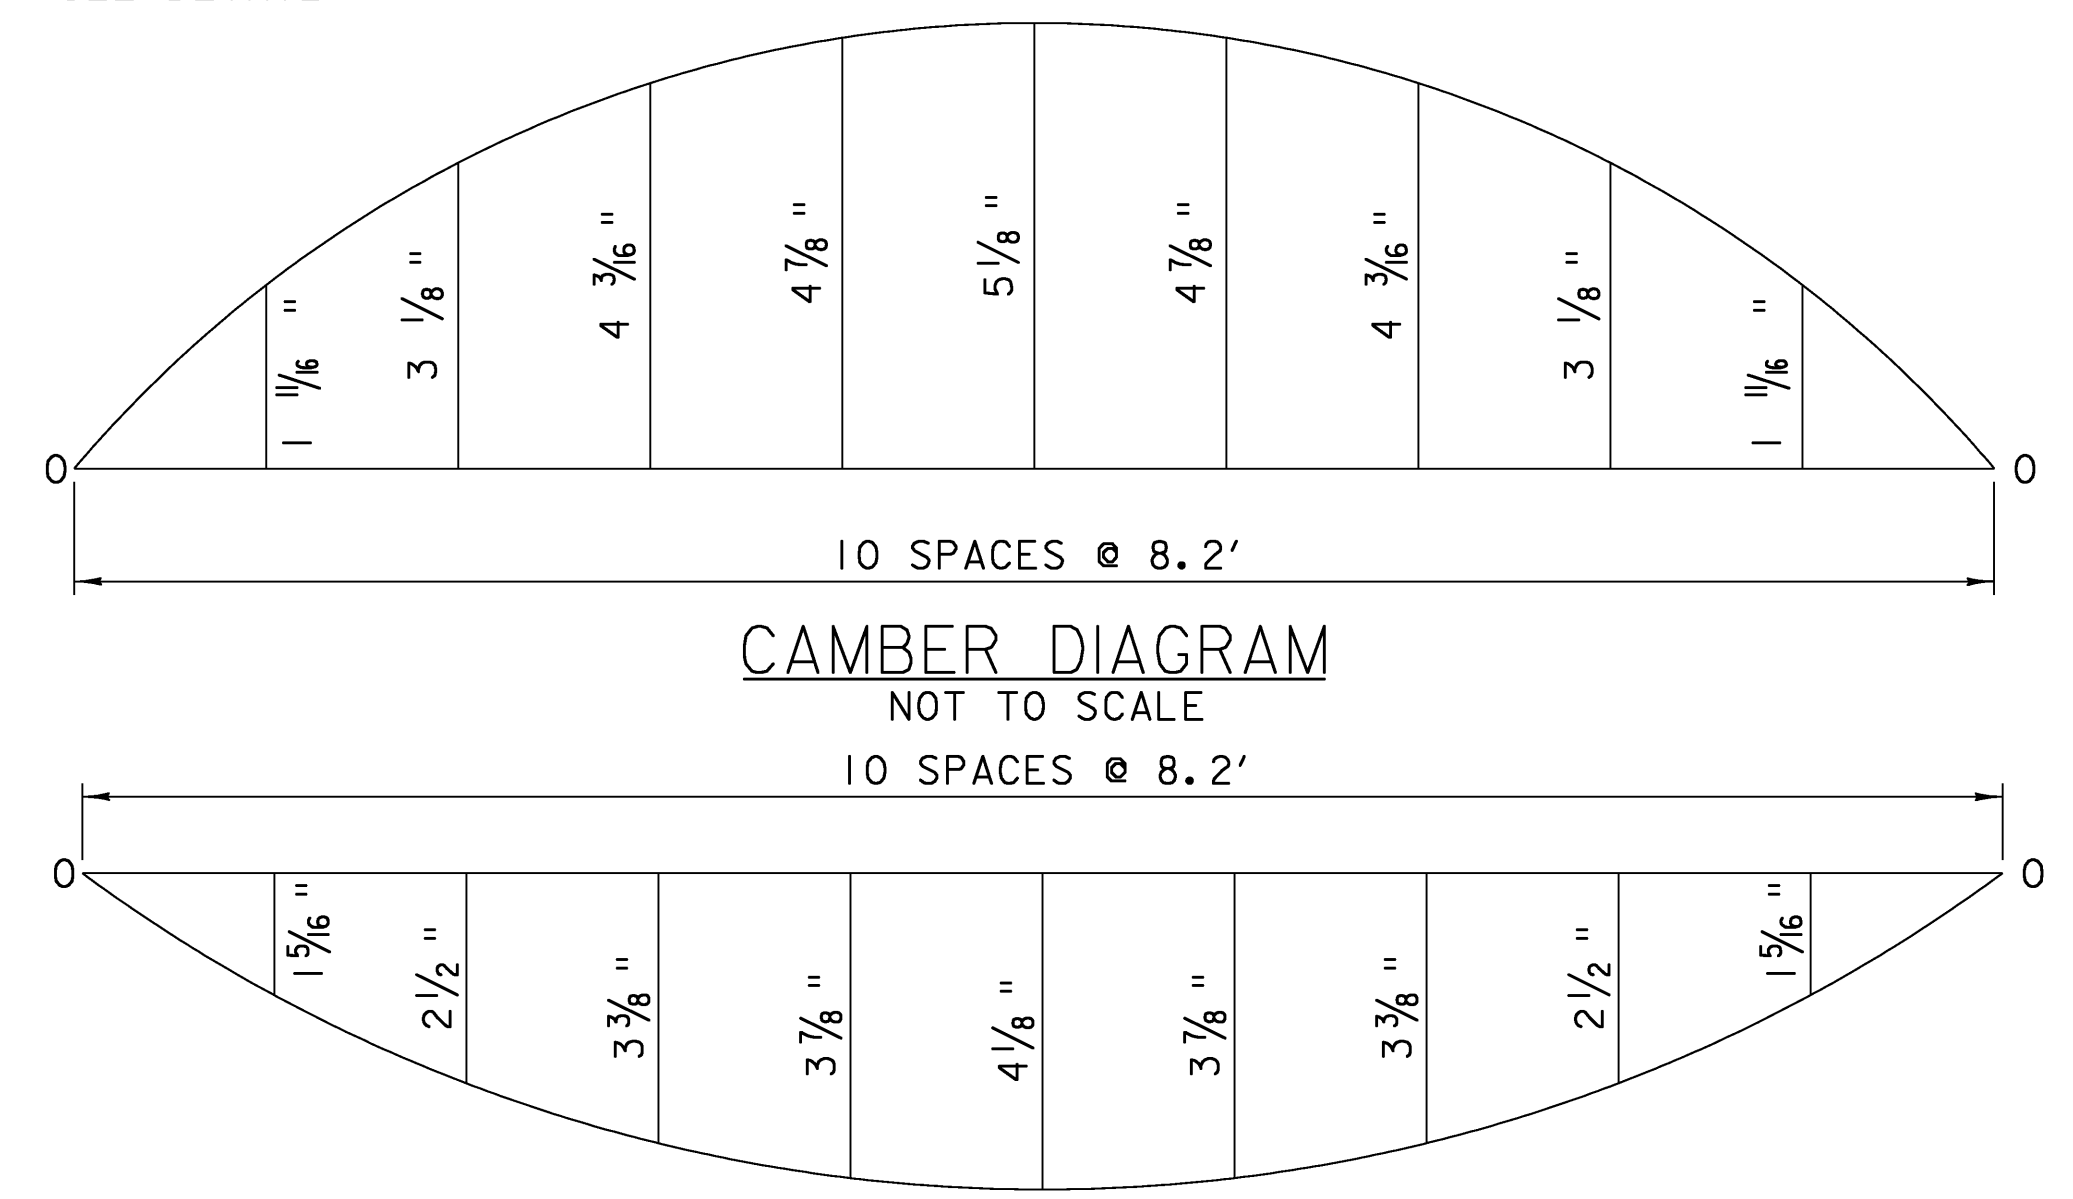 0 1 11/16" 3 1/8" 4 3/16" 4 7/8" 5 1/8" 4 7/8" 4 3/16" 3 1/8" 1 11/16" 0
10 SPACES @ 8.2'
CAMBER DIAGRAM
NOT TO SCALE
10 SPACES @ 8.2'
0 1 5/16" 2 1/2" 3 3/8" 3 7/8" 4 1/8" 3 7/8" 3 3/8" 2 1/2" 1 5/16" 0